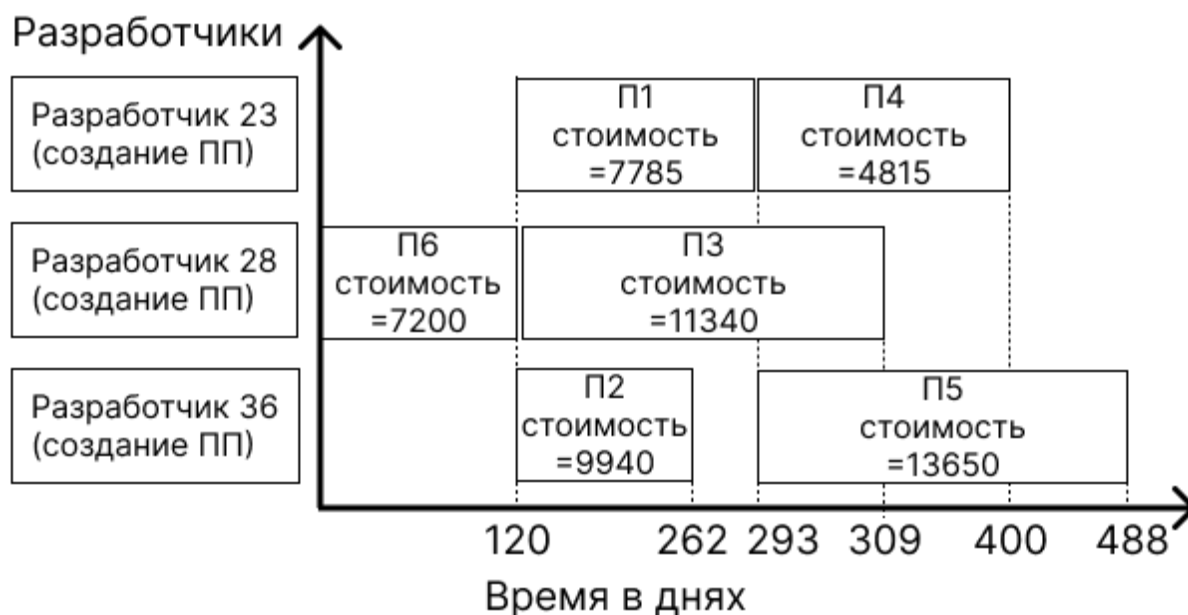 Разработчики
Разработчик 23
(создание ПП)
П1
стоимость
=7785
П4
стоимость
=4815
Разработчик 28
(создание ПП)
П6
стоимость
=7200
П3
стоимость
=11340
Разработчик 36
(создание ПП)
П2
стоимость
=9940
П5
стоимость
=13650
120 262 293 309 400 488
Время в днях